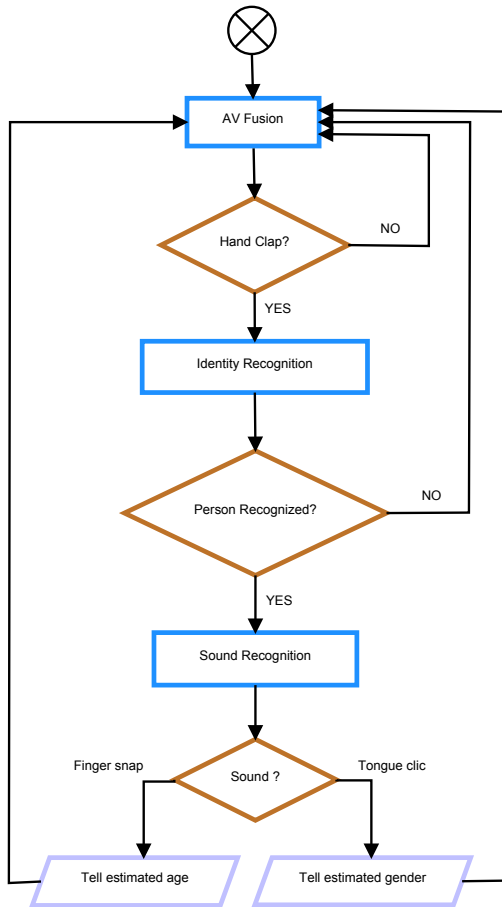 AV Fusion
Hand Clap?
NO
YES
Identity Recognition
Person Recognized?
NO
YES
Sound Recognition
Finger snap
Tongue clic
Sound ?
Tell estimated age
Tell estimated gender